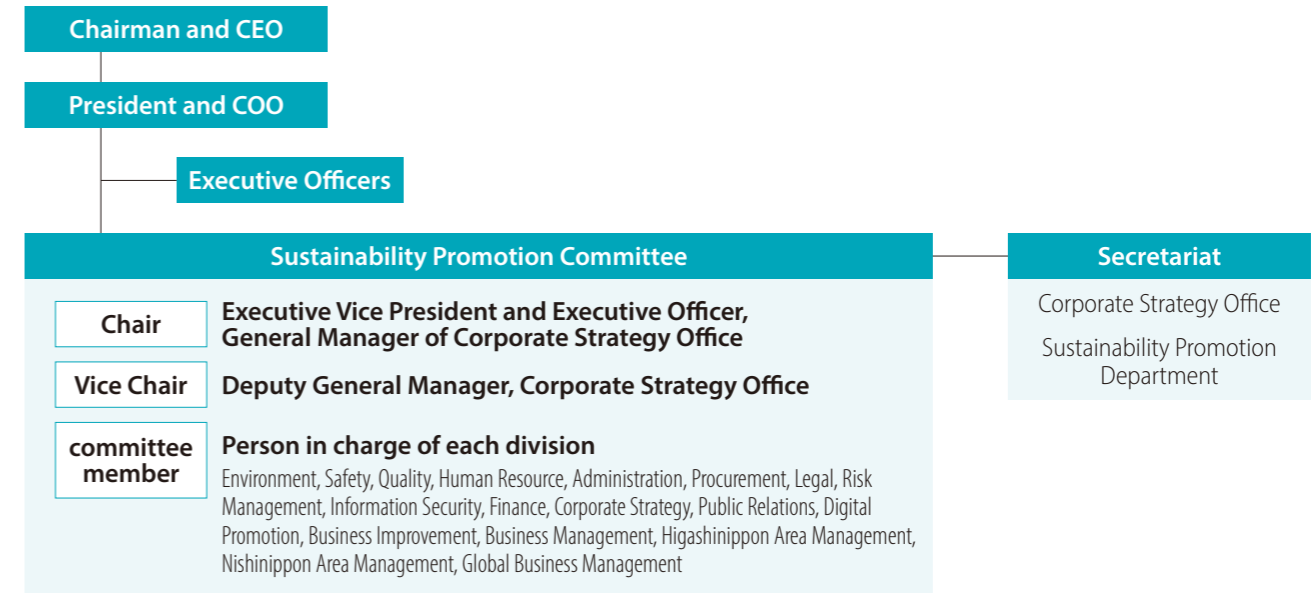 Chairman and CEO
President and COO
Executive Officers
Sustainability Promotion Committee
Chair
Executive Vice President and Executive Officer,
General Manager of Corporate Strategy Office
Vice Chair
Deputy General Manager, Corporate Strategy Office
committee
member
Person in charge of each division
Environment, Safety, Quality, Human Resource, Administration, Procurement, Legal, Risk
Management, Information Security, Finance, Corporate Strategy, Public Relations, Digital
Promotion, Business Improvement, Business Management, Higashinippon Area Management,
Nishinippon Area Management, Global Business Management
Secretariat
Corporate Strategy Office
Sustainability Promotion
Department